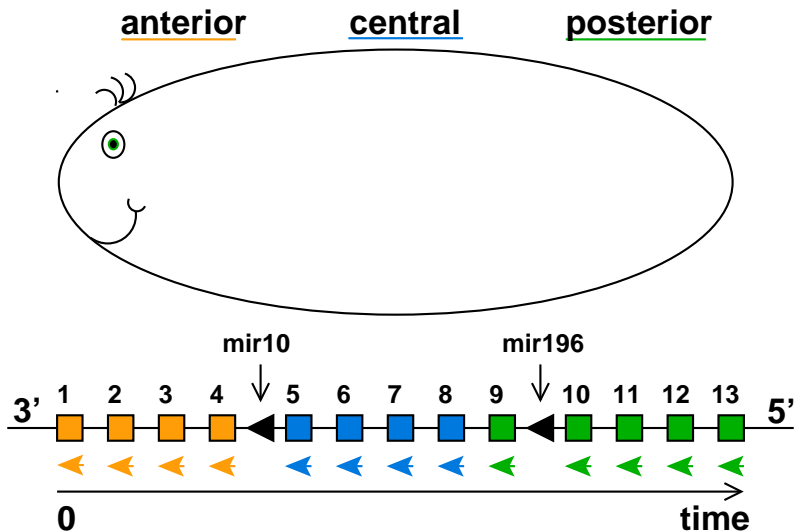 anterior central posterior
mir10 mir196
1 2 3 4 5 6 7 8 9 10 11 12 13
3’ 5’
0 time